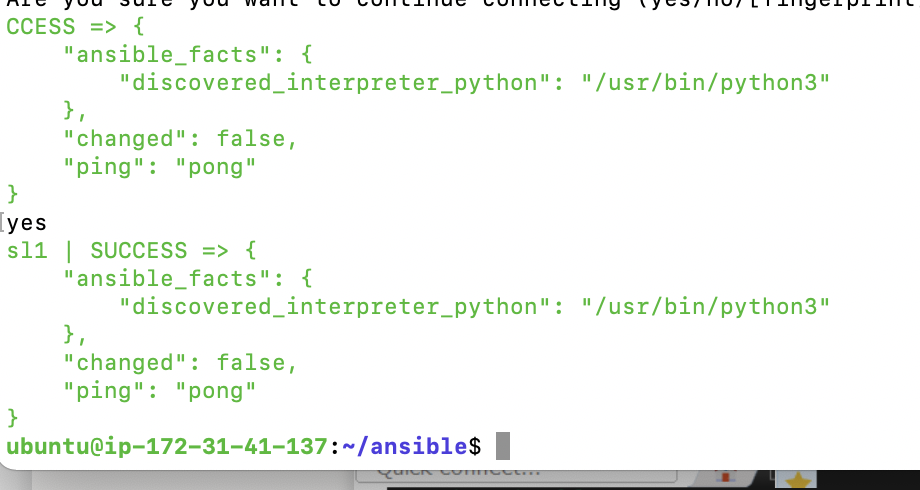 Are you sure you want to continue connecting (yes/no/[fingerprint
CCESS => {
    "ansible_facts": {
        "discovered_interpreter_python": "/usr/bin/python3"
    },
    "changed": false,
    "ping": "pong"
}
yes
sl1 | SUCCESS => {
    "ansible_facts": {
        "discovered_interpreter_python": "/usr/bin/python3"
    },
    "changed": false,
    "ping": "pong"
}
ubuntu@ip-172-31-41-137:~/ansible$
Quick connect...